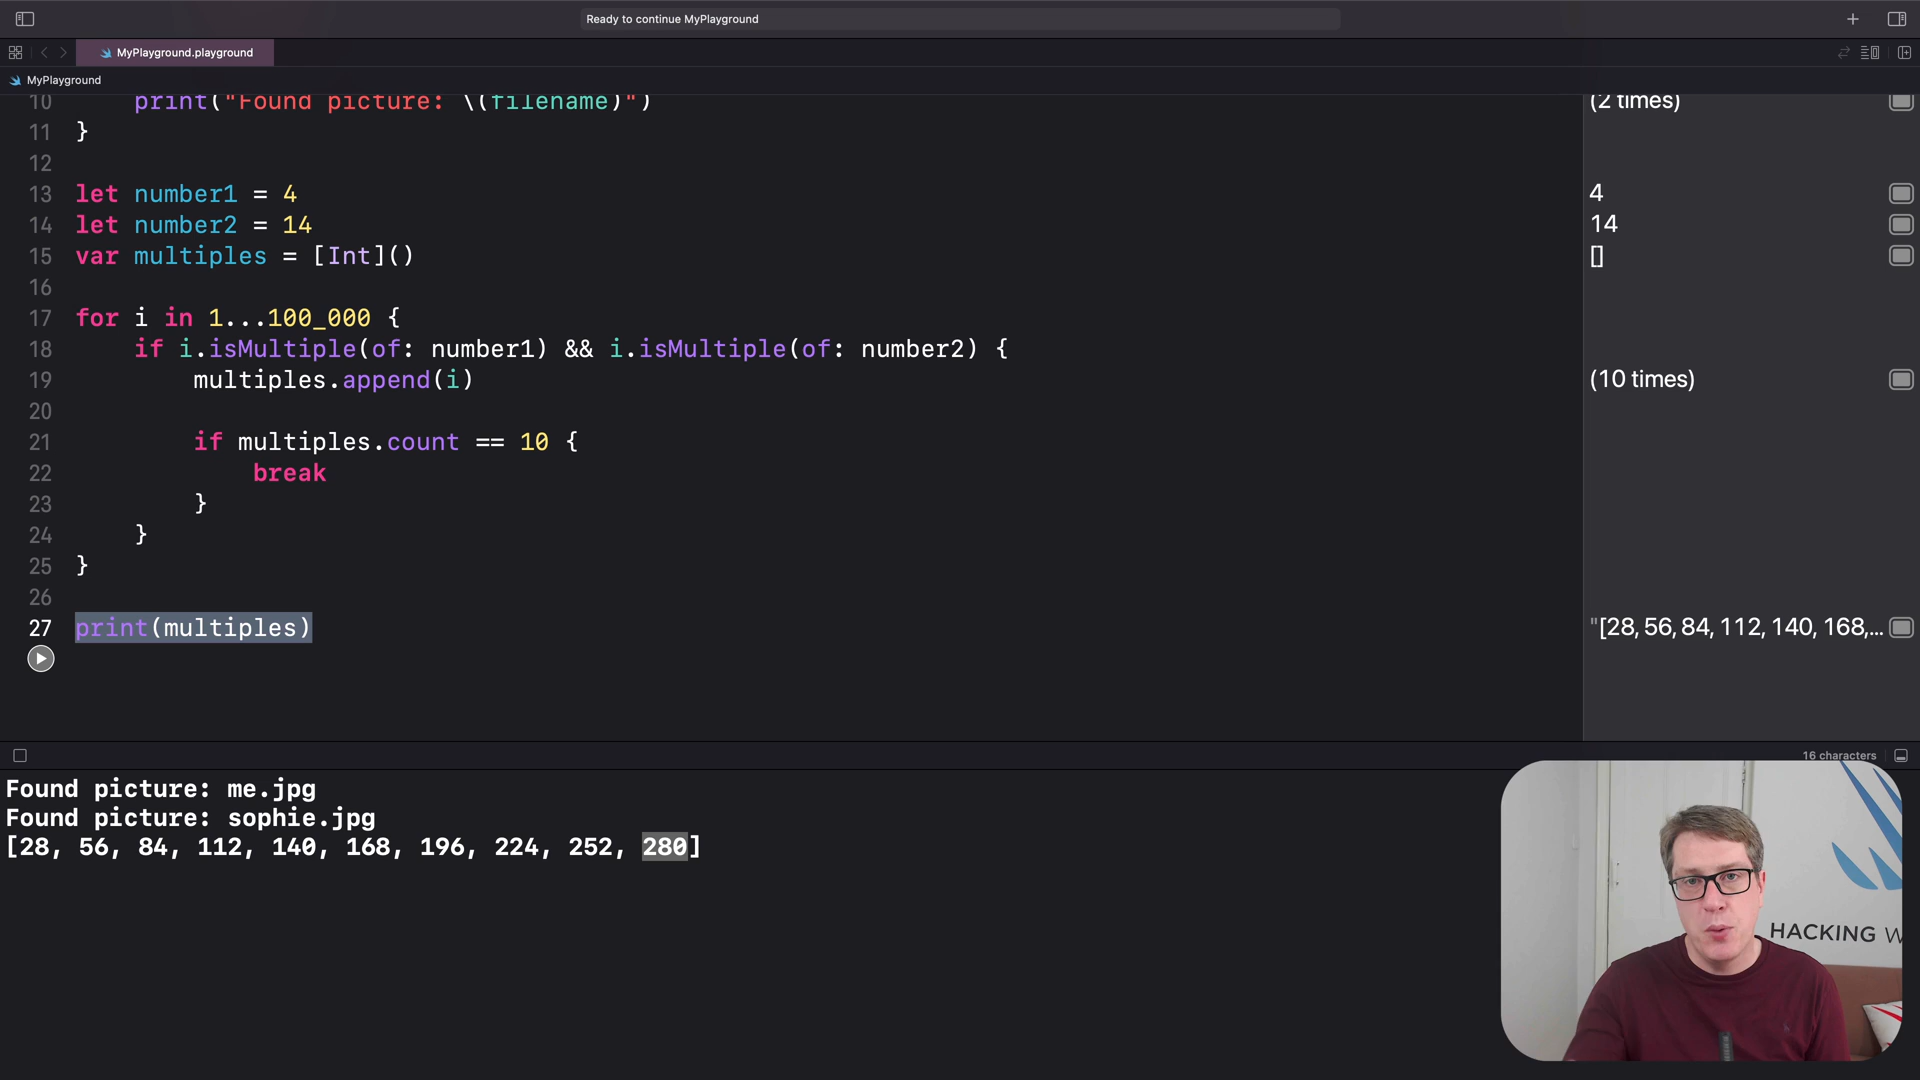 Ready to continue MyPlayground
MyPlayground.playground
MyPlayground
10 print("Found picture: \(filename)") (2 times)
11 }
12
13 let number1 = 4 4
14 let number2 = 14 14
15 var multiples = [Int]() []
16
17 for i in 1...100_000 {
18 if i.isMultiple(of: number1) && i.isMultiple(of: number2) {
19 multiples.append(i) (10 times)
20
21 if multiples.count == 10 {
22 break
23 }
24 }
25 }
26
27 print(multiples) "[28, 56, 84, 112, 140, 168,...
16 characters
Found picture: me.jpg
Found picture: sophie.jpg
[28, 56, 84, 112, 140, 168, 196, 224, 252, 280]
HACKING W